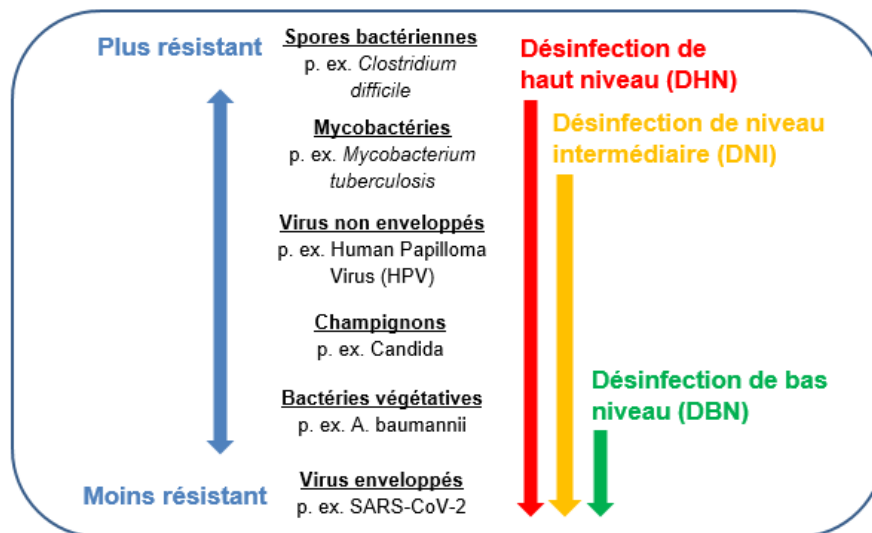 Plus résistant
Moins résistant
Spores bactériennes
p. ex. Clostridium
difficile
Mycobactéries
p. ex. Mycobacterium
tuberculosis
Virus non enveloppés
p. ex. Human Papilloma
Virus (HPV)
Champignons
p. ex. Candida
Bactéries végétatives
p. ex. A. baumannii
Virus enveloppés
p. ex. SARS-CoV-2
Désinfection de
haut niveau (DHN)
Désinfection de niveau
intermédiaire (DNI)
Désinfection de bas
niveau (DBN)